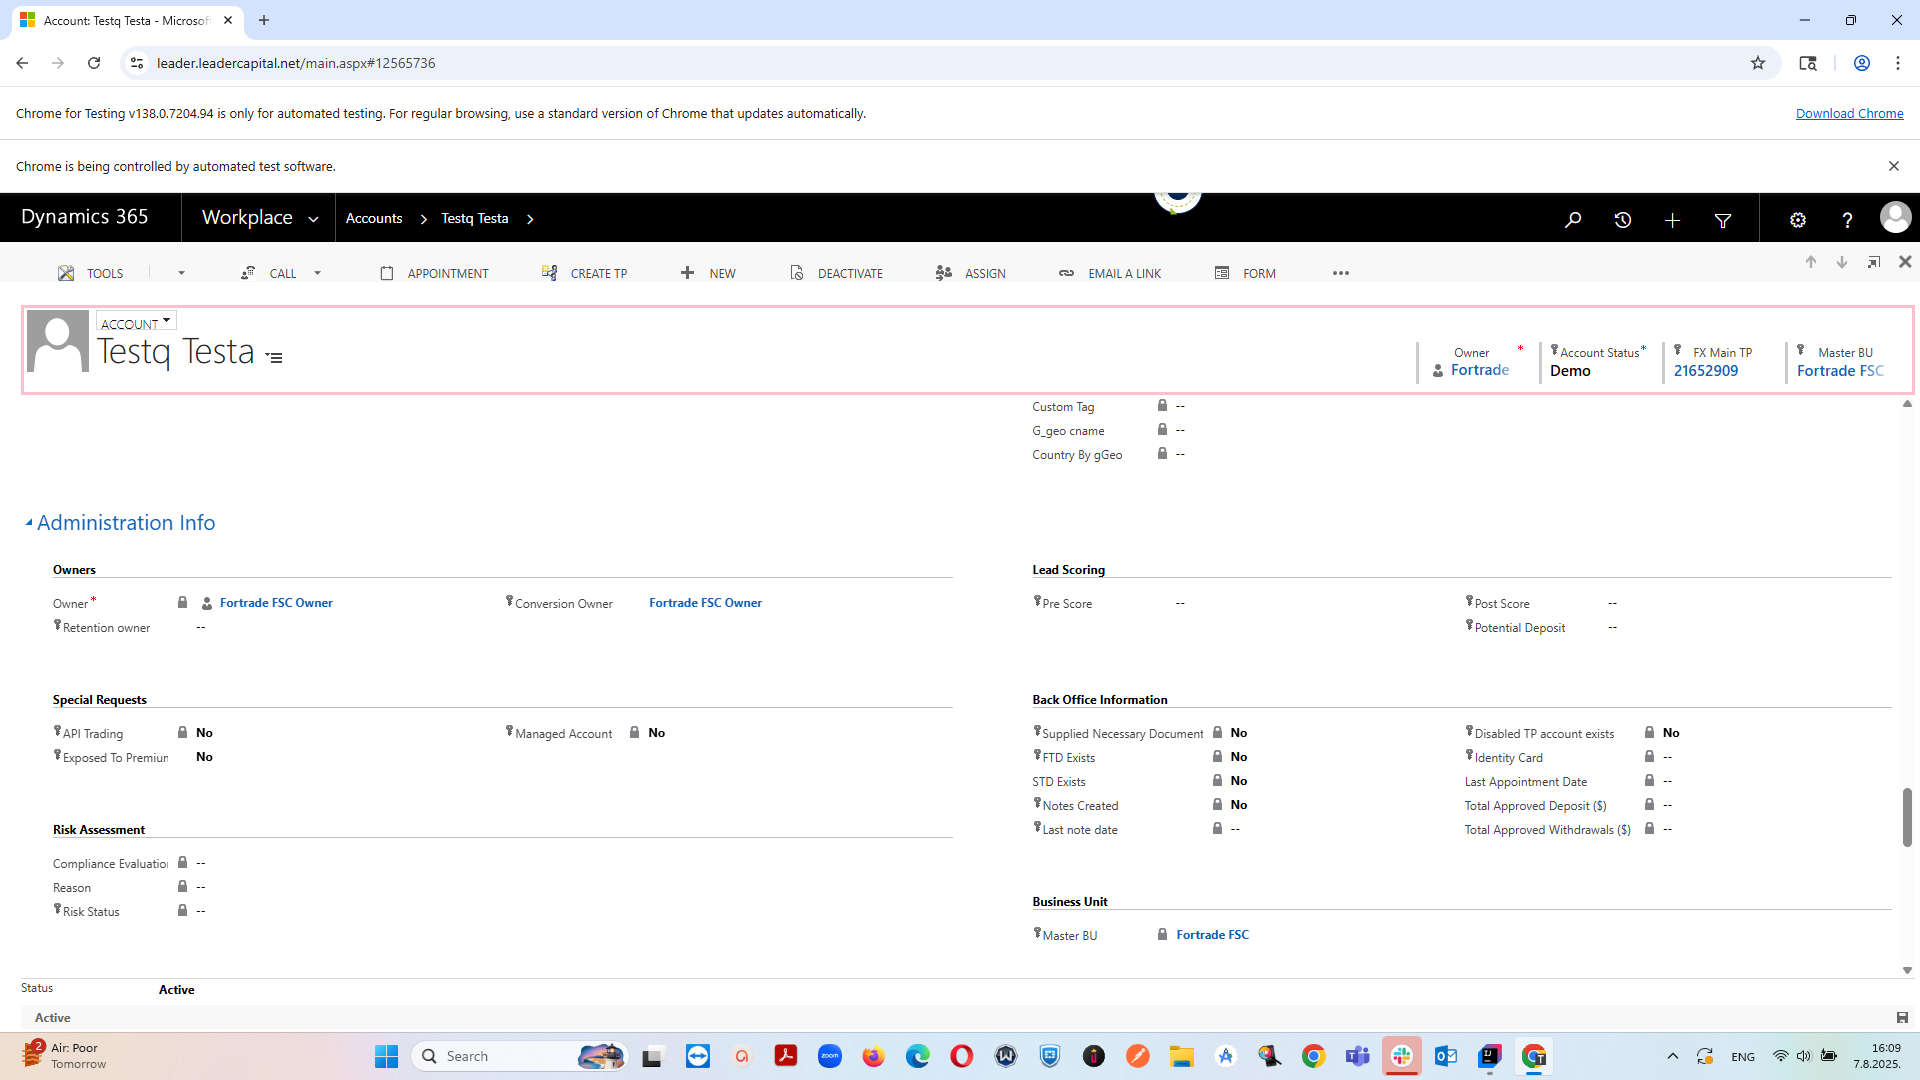 Account: Testq Testa - Microsof
leader.leadercapital.net/main.aspx#12565736
Chrome for Testing v138.0.7204.94 is only for automated testing. For regular browsing, use a standard version of Chrome that updates automatically.
Download Chrome
Chrome is being controlled by automated test software.
Dynamics 365
Workplace
Accounts
Testq Testa
TOOLS
CALL
APPOINTMENT
CREATE TP
NEW
DEACTIVATE
ASSIGN
EMAIL A LINK
FORM
ACCOUNT
Testq Testa
Owner *
Fortrade
Account Status *
Demo
FX Main TP
21652909
Master BU
Fortrade FSC
Custom Tag --
G_geo cname --
Country By gGeo --
Administration Info
Owners
Owner * Fortrade FSC Owner
Conversion Owner Fortrade FSC Owner
Retention owner --
Lead Scoring
Pre Score --
Post Score --
Potential Deposit --
Special Requests
API Trading No
Managed Account No
Exposed To Premiun No
Back Office Information
Supplied Necessary Document No
Disabled TP account exists No
FTD Exists No
Identity Card --
STD Exists No
Last Appointment Date --
Notes Created No
Total Approved Deposit ($) --
Last note date --
Total Approved Withdrawals ($) --
Risk Assessment
Compliance Evaluation --
Reason --
Risk Status --
Business Unit
Master BU Fortrade FSC
Status Active
Active
2
Air: Poor
Tomorrow
Search
zoom
ENG
16:09
7.8.2025.